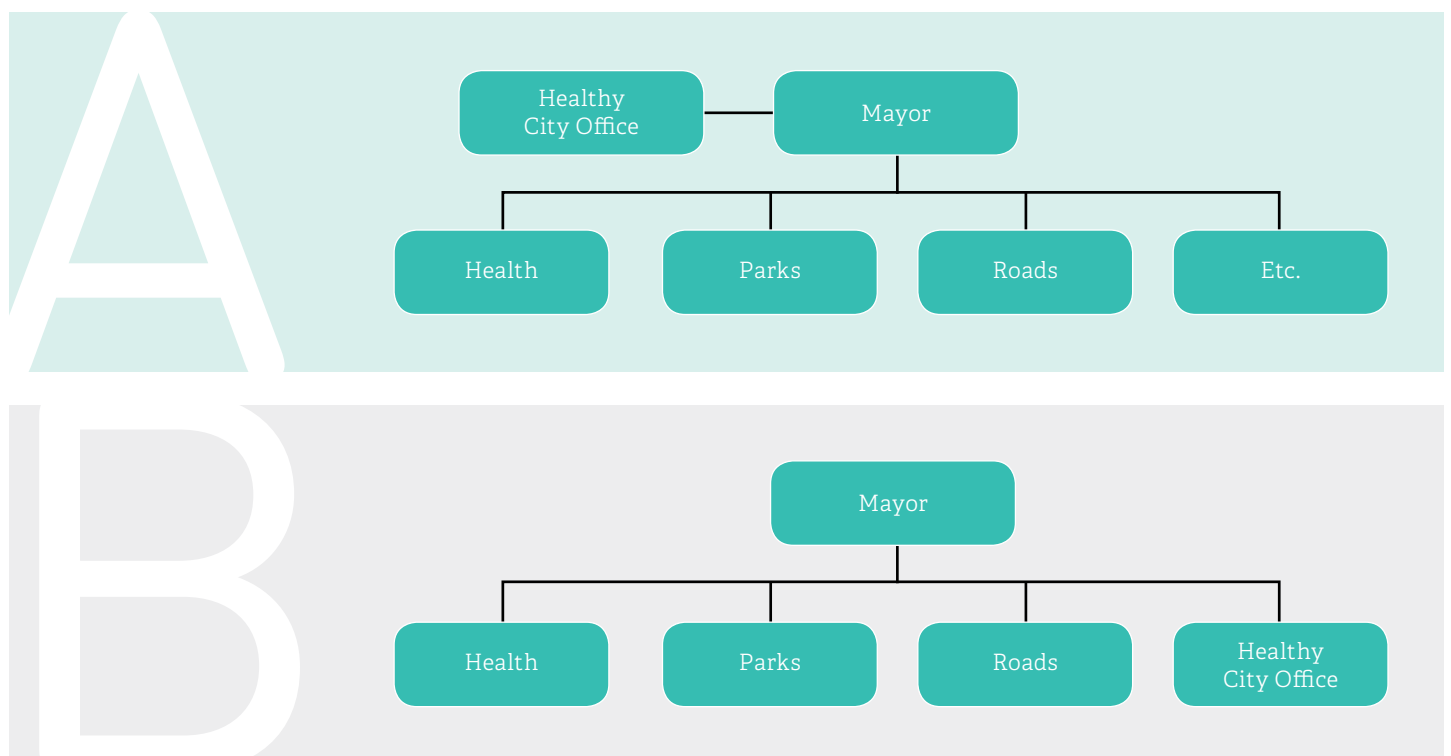 A
Healthy
City Office
Mayor
Health
Parks
Roads
Etc.
B
Mayor
Health
Parks
Roads
Healthy
City Office